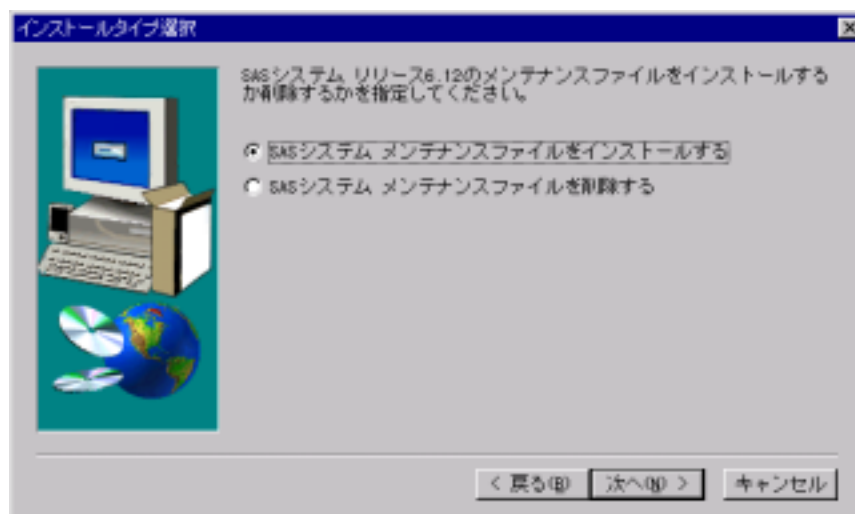 インストールタイプ選択
SASシステム リリース6.12のメンテナンスファイルをインストールする
か削除するかを指定してください。
SASシステム メンテナンスファイルをインストールする
SASシステム メンテナンスファイルを削除する
< 戻る(B)
次へ(N) >
キャンセル